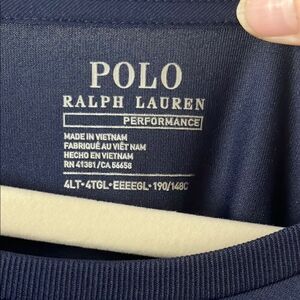 POLO
RALPH LAUREN
PERFORMANCE
MADE IN VIETNAM
FABRIQUÉ AU VIÊT NAM
HECHO EN VIETNAM
RN 41381 / CA 56658
4LT•4TGL•EEEEGL•190/148C